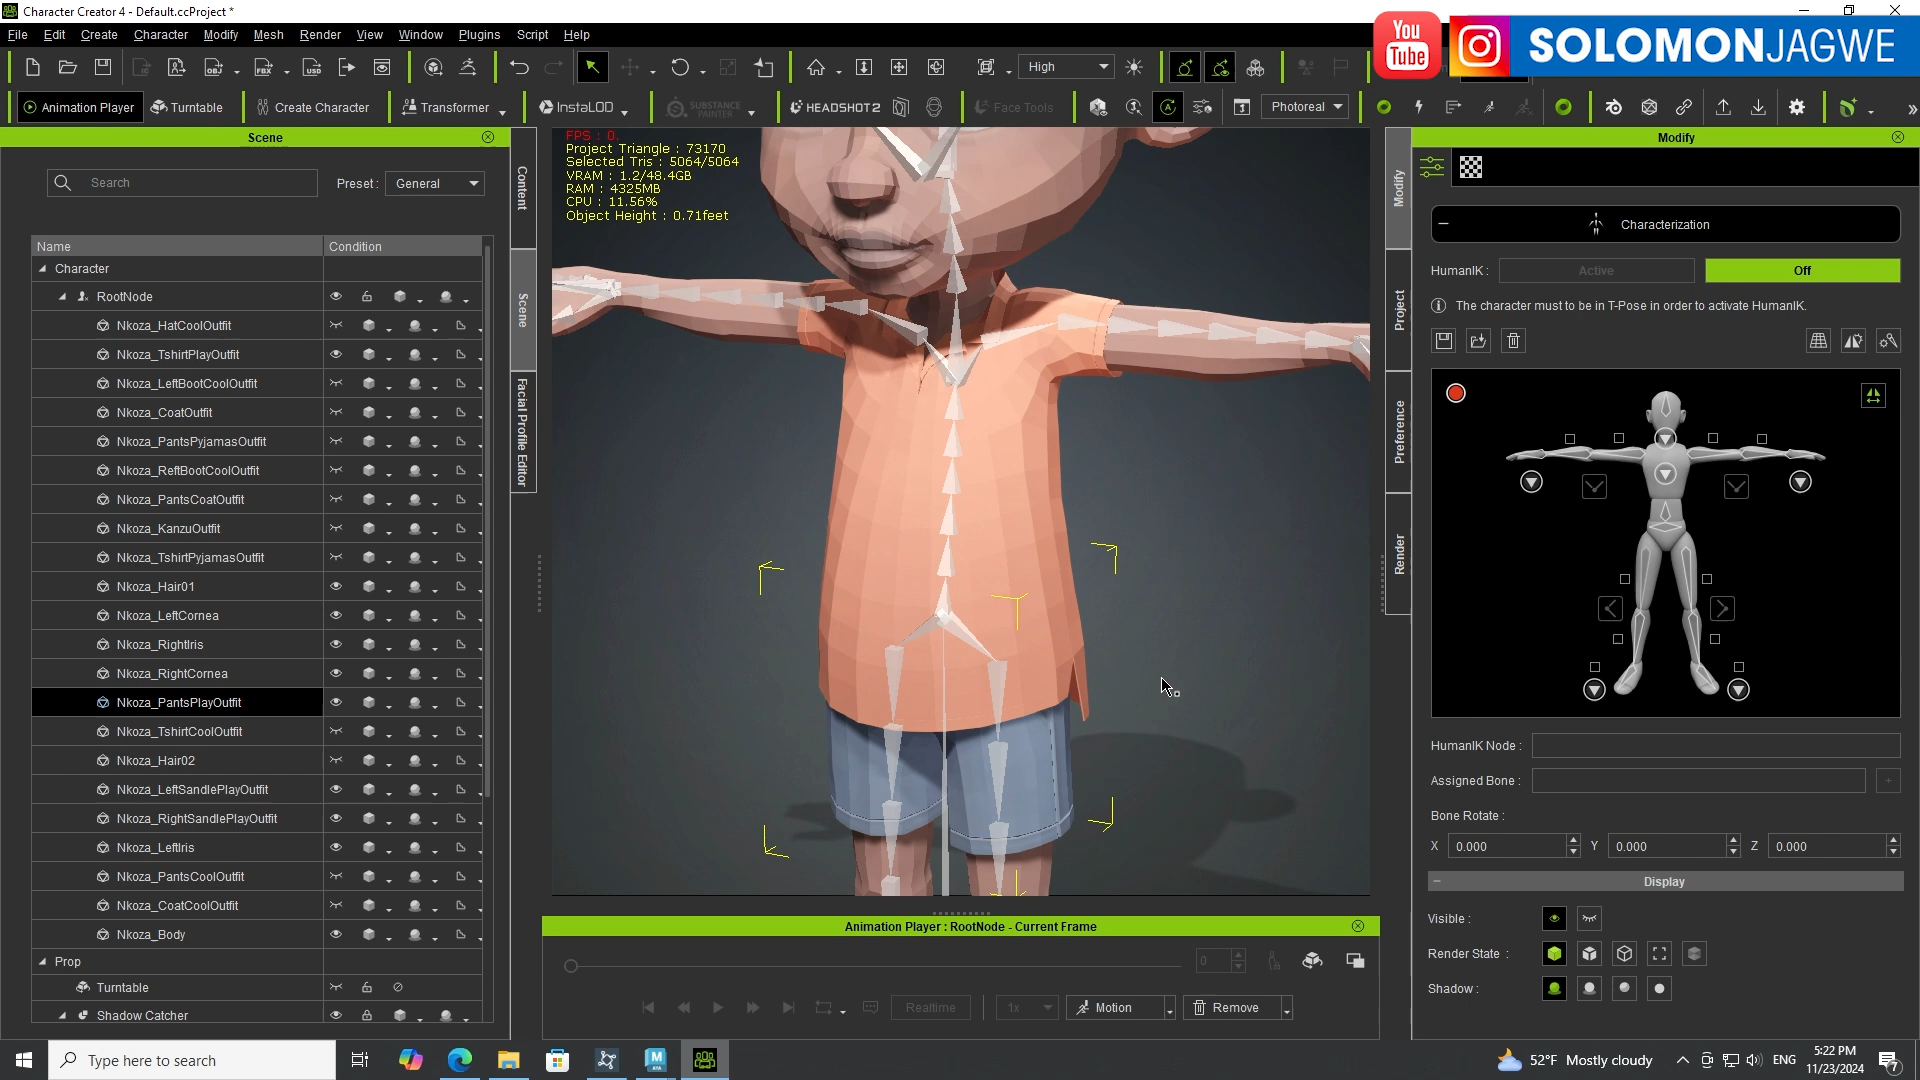 Character Creator 4 - Default.ccProject *
File Edit Create Character Modify Mesh Render View Window Plugins Script Help
You Tube
SOLOMONJAGWE
High
Animation Player
Turntable
Create Character
Transformer
InstaLOD
SUBSTANCE PAINTER
HEADSHOT 2
Face Tools
Photoreal
Scene
Search
Preset : General
Name Condition
Character
RootNode
Nkoza_HatCoolOutfit
Nkoza_TshirtPlayOutfit
Nkoza_LeftBootCoolOutfit
Nkoza_CoatOutfit
Nkoza_PantsPyjamasOutfit
Nkoza_ReftBootCoolOutfit
Nkoza_PantsCoatOutfit
Nkoza_KanzuOutfit
Nkoza_TshirtPyjamasOutfit
Nkoza_Hair01
Nkoza_LeftCornea
Nkoza_RightIris
Nkoza_RightCornea
Nkoza_PantsPlayOutfit
Nkoza_TshirtCoolOutfit
Nkoza_Hair02
Nkoza_LeftSandlePlayOutfit
Nkoza_RightSandlePlayOutfit
Nkoza_LeftIris
Nkoza_PantsCoolOutfit
Nkoza_CoatCoolOutfit
Nkoza_Body
Prop
Turntable
Shadow Catcher
Content
Scene
Facial Profile Editor
FPS : 0.
Project Triangle : 73170
Selected Tris : 5064/5064
VRAM : 1.2/48.4GB
RAM : 4325MB
CPU : 11.56%
Object Height : 0.71feet
Animation Player : RootNode - Current Frame
0
Realtime
1x
Motion
Remove
Modify
Project
Preference
Render
Modify
Characterization
HumanIK : Active Off
The character must to be in T-Pose in order to activate HumanIK.
HumanIK Node :
Assigned Bone :
+
Bone Rotate :
X 0.000 Y 0.000 Z 0.000
Display
Visible :
Render State :
Shadow :
Type here to search
52°F Mostly cloudy
ENG
5:22 PM
11/23/2024
7